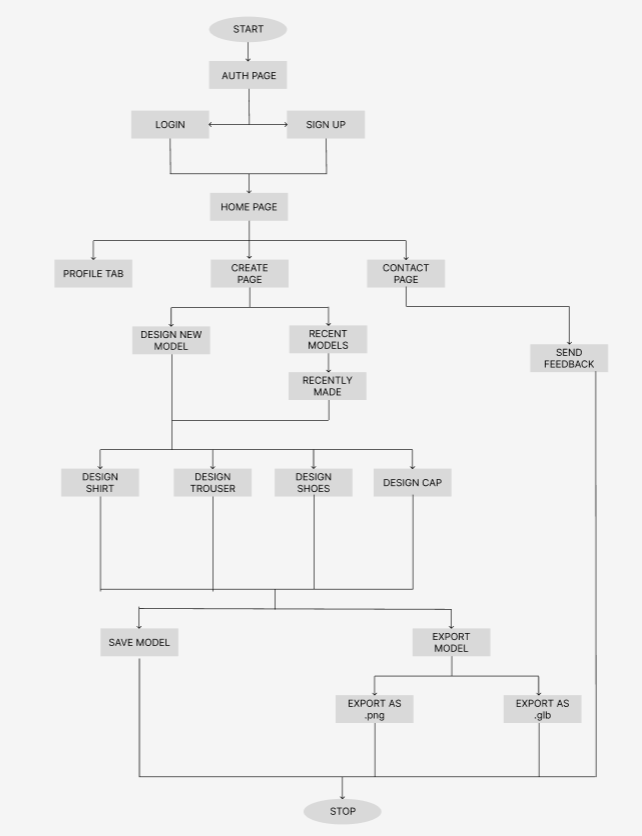 START
AUTH PAGE
LOGIN
SIGN UP
HOME PAGE
PROFILE TAB
CREATE
PAGE
CONTACT
PAGE
DESIGN NEW
MODEL
RECENT
MODELS
SEND
FEEDBACK
RECENTLY
MADE
DESIGN
SHIRT
DESIGN
TROUSER
DESIGN
SHOES
DESIGN CAP
SAVE MODEL
EXPORT
MODEL
EXPORT AS
.png
EXPORT AS
.glb
STOP